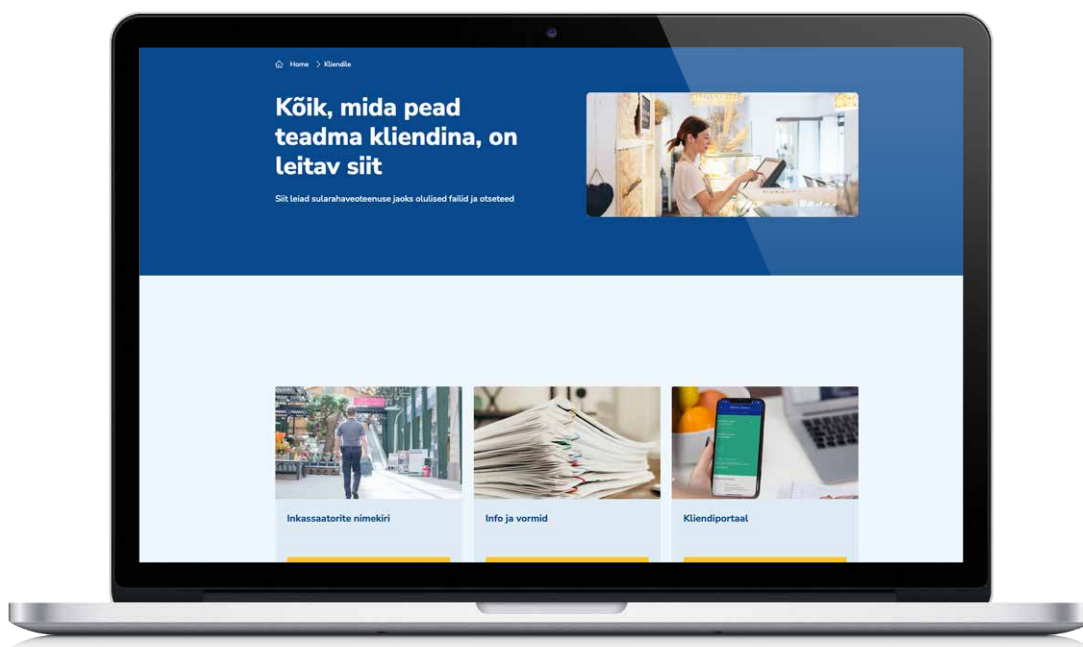 Home > Kliendile
Kõik, mida pead
teadma kliendina, on
leitav siit
Siit leiad sularahaveoteenuse jaoks olulised failid ja otseteed
Inkassaatorite nimekiri
Info ja vormid
Kliendiportaal